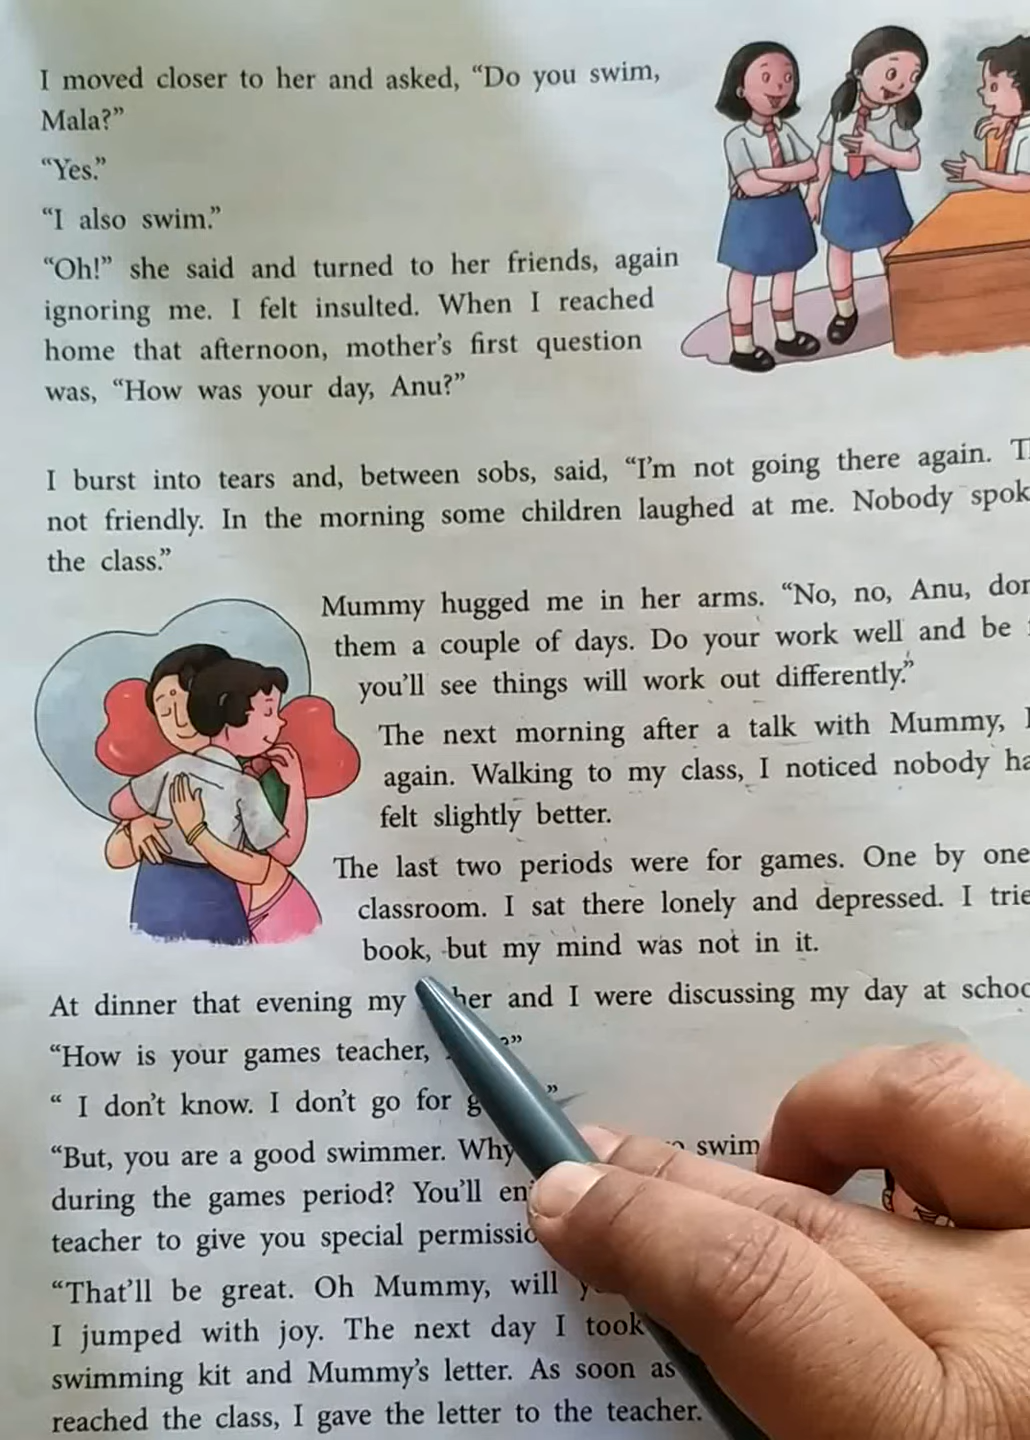 I moved closer to her and asked, “Do you swim,
Mala?”
“Yes.”
“I also swim.”
“Oh!” she said and turned to her friends, again
ignoring me. I felt insulted. When I reached
home that afternoon, mother’s first question
was, “How was your day, Anu?”
I burst into tears and, between sobs, said, “I’m not going there again.
not friendly. In the morning some children laughed at me. Nobody
the class.”
Mummy hugged me in her arms. “No, no, Anu,
them a couple of days. Do your work well and be
you’ll see things will work out differently.”
The next morning after a talk with Mummy,
again. Walking to my class, I noticed nobody
felt slightly better.
The last two periods were for games. One by one
classroom. I sat there lonely and depressed. I
book, but my mind was not in it.
At dinner that evening my and I were discussing my day at
“How is your games teacher,
“ I don’t know. I don’t go for
“But, you are a good swimmer. Why swim
during the games period? You’ll
teacher to give you special
“That’ll be great. Oh Mummy, will
I jumped with joy. The next day I took
swimming kit and Mummy’s letter. As soon as
reached the class, I gave the letter to the teacher.